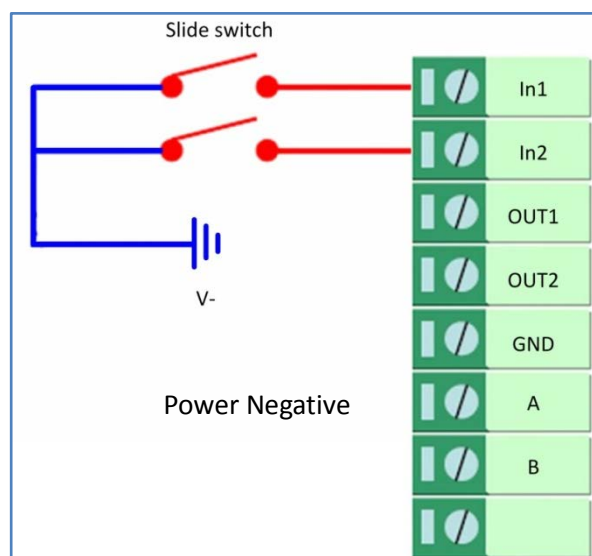 Slide switch
In1
In2
OUT1
OUT2
V-
GND
Power Negative
A
B